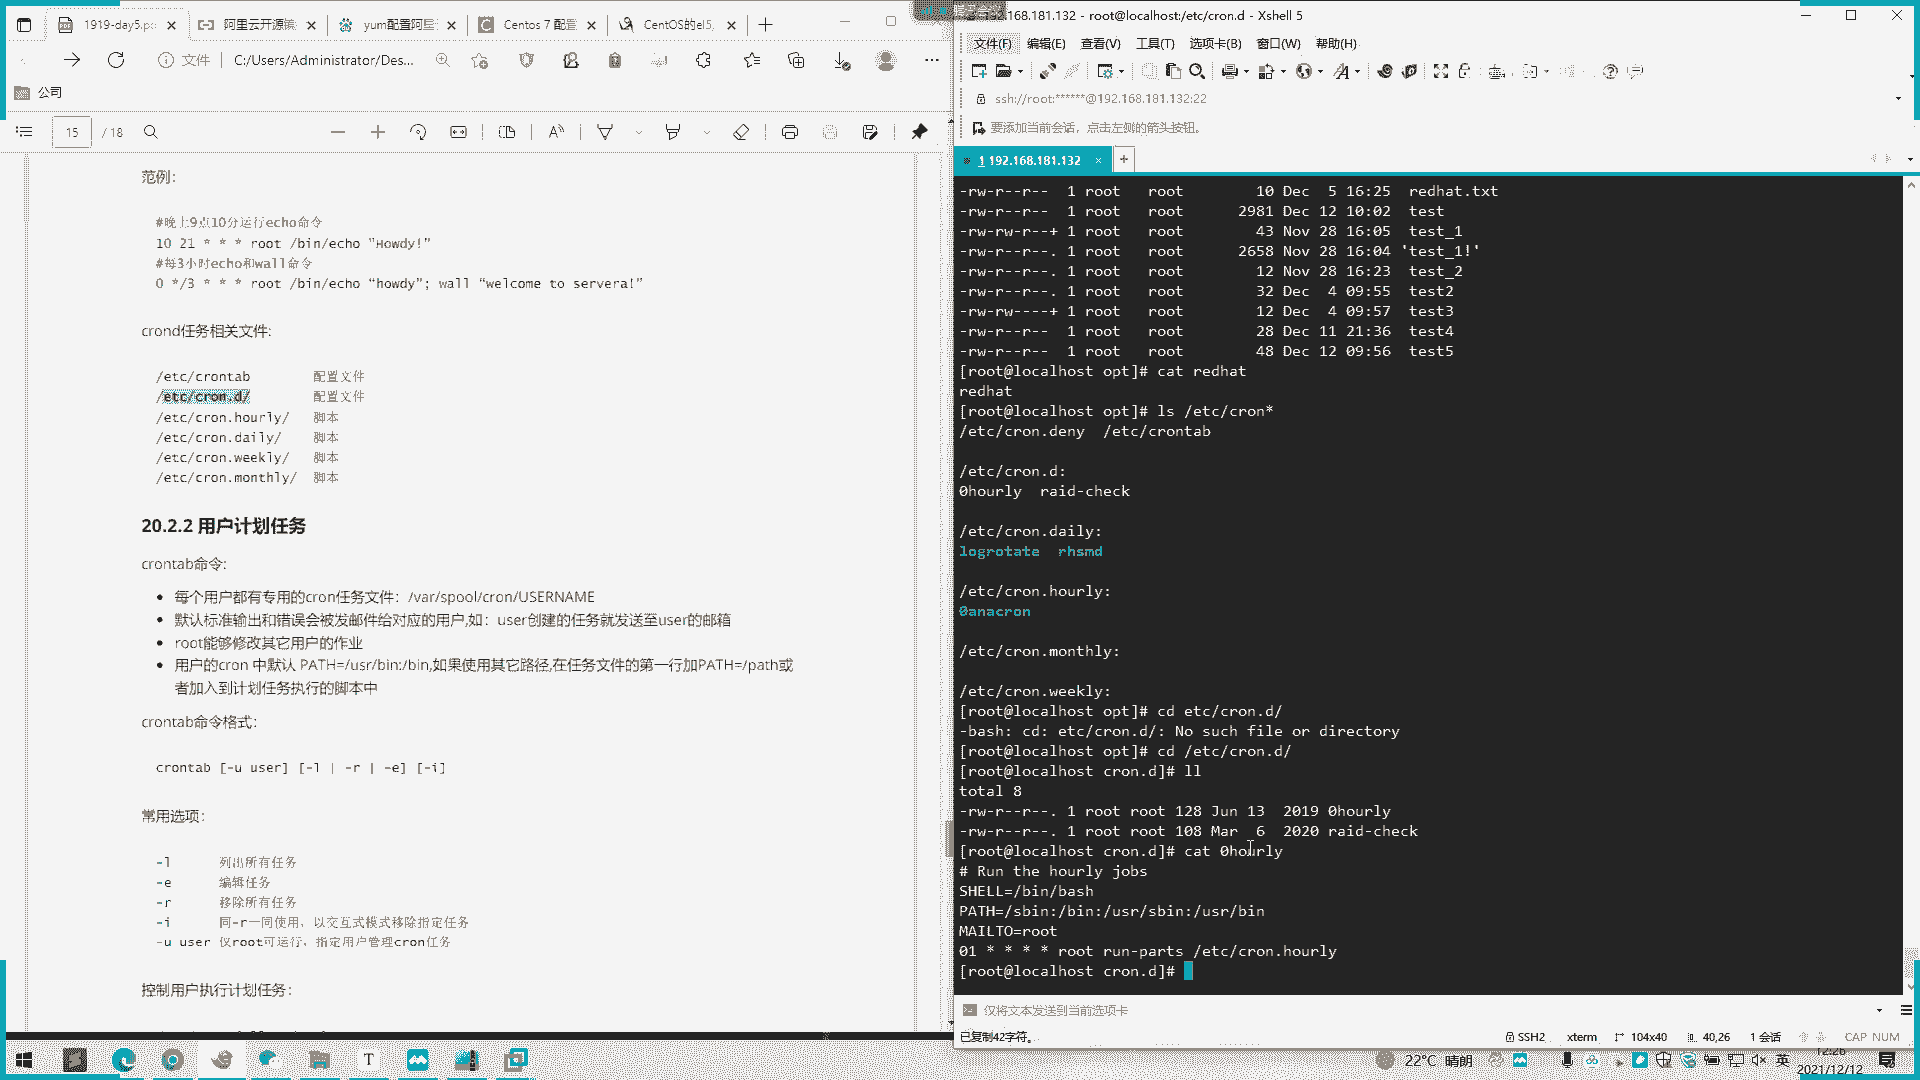 1919-day5.pc
阿里云开源镜
yum配置阿里
Centos 7 配置
CentOS的el5,
文件
C:/Users/Administrator/Des...
公司
15 / 18
范例:
#晚上9点10分运行echo命令
10 21 * * * root /bin/echo "Howdy!"
#每3小时echo和wall命令
0 */3 * * * root /bin/echo “howdy”; wall “welcome to servera!”
crond任务相关文件:
/etc/crontab 配置文件
/etc/cron.d/ 配置文件
/etc/cron.hourly/ 脚本
/etc/cron.daily/ 脚本
/etc/cron.weekly/ 脚本
/etc/cron.monthly/ 脚本
20.2.2 用户计划任务
crontab命令:
每个用户都有专用的cron任务文件：/var/spool/cron/USERNAME
默认标准输出和错误会被发邮件给对应的用户,如：user创建的任务就发送至user的邮箱
root能够修改其它用户的作业
用户的cron 中默认 PATH=/usr/bin:/bin,如果使用其它路径,在任务文件的第一行加PATH=/path或
者加入到计划任务执行的脚本中
crontab命令格式:
crontab [-u user] [-l | -r | -e] [-i]
常用选项:
-l 列出所有任务
-e 编辑任务
-r 移除所有任务
-i 同-r一同使用，以交互式模式移除指定任务
-u user 仅root可运行，指定用户管理cron任务
控制用户执行计划任务:
192.168.181.132 - root@localhost:/etc/cron.d - Xshell 5
文件(F) 编辑(E) 查看(V) 工具(T) 选项卡(B) 窗口(W) 帮助(H)
ssh://root:******@192.168.181.132:22
要添加当前会话，点击左侧的箭头按钮。
1 192.168.181.132
-rw-r--r-- 1 root root 10 Dec 5 16:25 redhat.txt
-rw-r--r-- 1 root root 2981 Dec 12 10:02 test
-rw-rw-r--+ 1 root root 43 Nov 28 16:05 test_1
-rw-r--r--. 1 root root 2658 Nov 28 16:04 'test_1!'
-rw-r--r--. 1 root root 12 Nov 28 16:23 test_2
-rw-r--r--. 1 root root 32 Dec 4 09:55 test2
-rw-rw----+ 1 root root 12 Dec 4 09:57 test3
-rw-r--r-- 1 root root 28 Dec 11 21:36 test4
-rw-r--r-- 1 root root 48 Dec 12 09:56 test5
[root@localhost opt]# cat redhat
redhat
[root@localhost opt]# ls /etc/cron*
/etc/cron.deny /etc/crontab
/etc/cron.d:
0hourly raid-check
/etc/cron.daily:
logrotate rhsmd
/etc/cron.hourly:
0anacron
/etc/cron.monthly:
/etc/cron.weekly:
[root@localhost opt]# cd etc/cron.d/
-bash: cd: etc/cron.d/: No such file or directory
[root@localhost opt]# cd /etc/cron.d/
[root@localhost cron.d]# ll
total 8
-rw-r--r--. 1 root root 128 Jun 13 2019 0hourly
-rw-r--r--. 1 root root 108 Mar 6 2020 raid-check
[root@localhost cron.d]# cat 0hourly
# Run the hourly jobs
SHELL=/bin/bash
PATH=/sbin:/bin:/usr/sbin:/usr/bin
MAILTO=root
01 * * * * root run-parts /etc/cron.hourly
[root@localhost cron.d]#
仅将文本发送到当前选项卡
已复制42字符。
SSH2 xterm 104x40 40,26 1 会话 CAP NUM
22°C 晴朗
英
12:26
2021/12/12